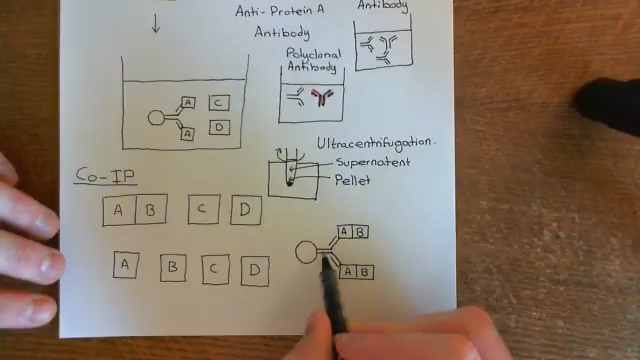 Anti-Protein A
Antibody
Antibody
Polyclonal
Antibody
A
C
A
D
Ultracentrifugation.
Supernatent
Pellet
Co-IP
A B C D
A B
A B C D
A B